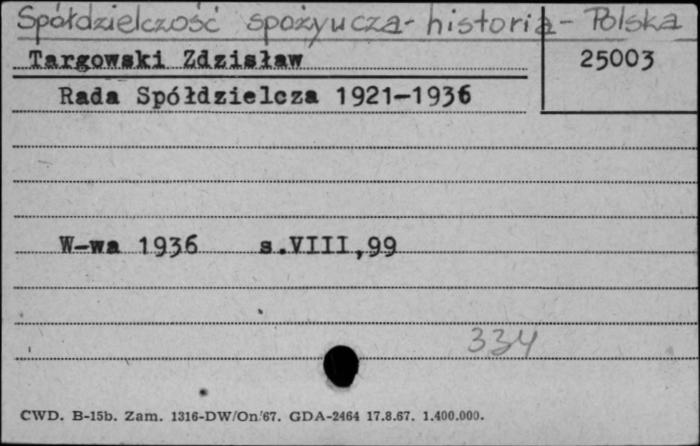 Spółdzielczość spożywcza - historia - Polska
Targowski Zdzisław 25003
Rada Spółdzielcza 1921-1936
W-wa 1936 s.VIII,99
334
CWD. B-15b. Zam. 1316-DW/On/67. GDA-2464 17.8.67. 1.400.000.